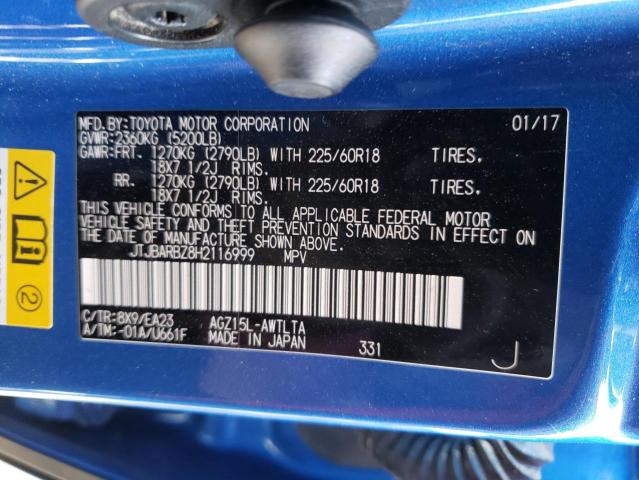 MFD.BY:TOYOTA MOTOR CORPORATION 01/17
GVWR:2360KG (5200LB)
GAWR:FRT. 1270KG (2790LB) WITH 225/60R18 TIRES,
18X7 1/2J RIMS.
RR. 1270KG (2790LB) WITH 225/60R18 TIRES,
18X7 1/2J RIMS.
THIS VEHICLE CONFORMS TO ALL APPLICABLE FEDERAL MOTOR
VEHICLE SAFETY AND THEFT PREVENTION STANDARDS IN EFFECT ON
THE DATE OF MANUFACTURE SHOWN ABOVE.
JTJBARBZ8H2116999 MPV
C/TR:8X9/EA23 AGZ15L-AWTLTA
A/TM:-01A/U661F MADE IN JAPAN 331 J
2